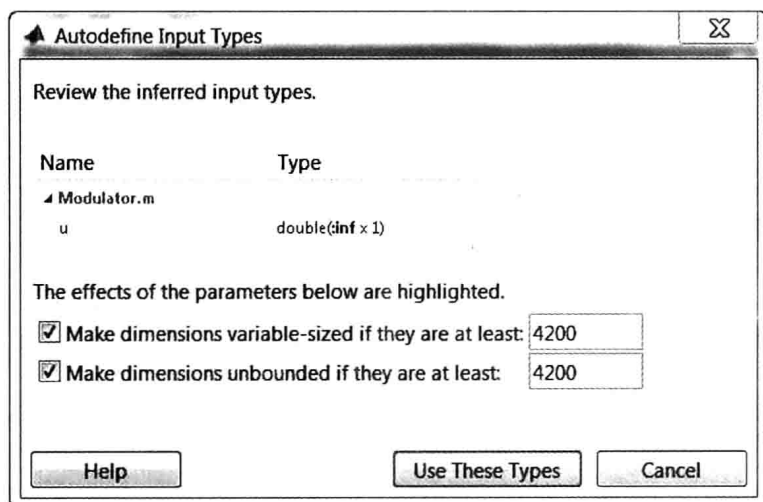 Autodefine Input Types
Review the inferred input types.
Name Type
Modulator.m
u double(:inf x 1)
The effects of the parameters below are highlighted.
Make dimensions variable-sized if they are at least: 4200
Make dimensions unbounded if they are at least: 4200
Help Use These Types Cancel